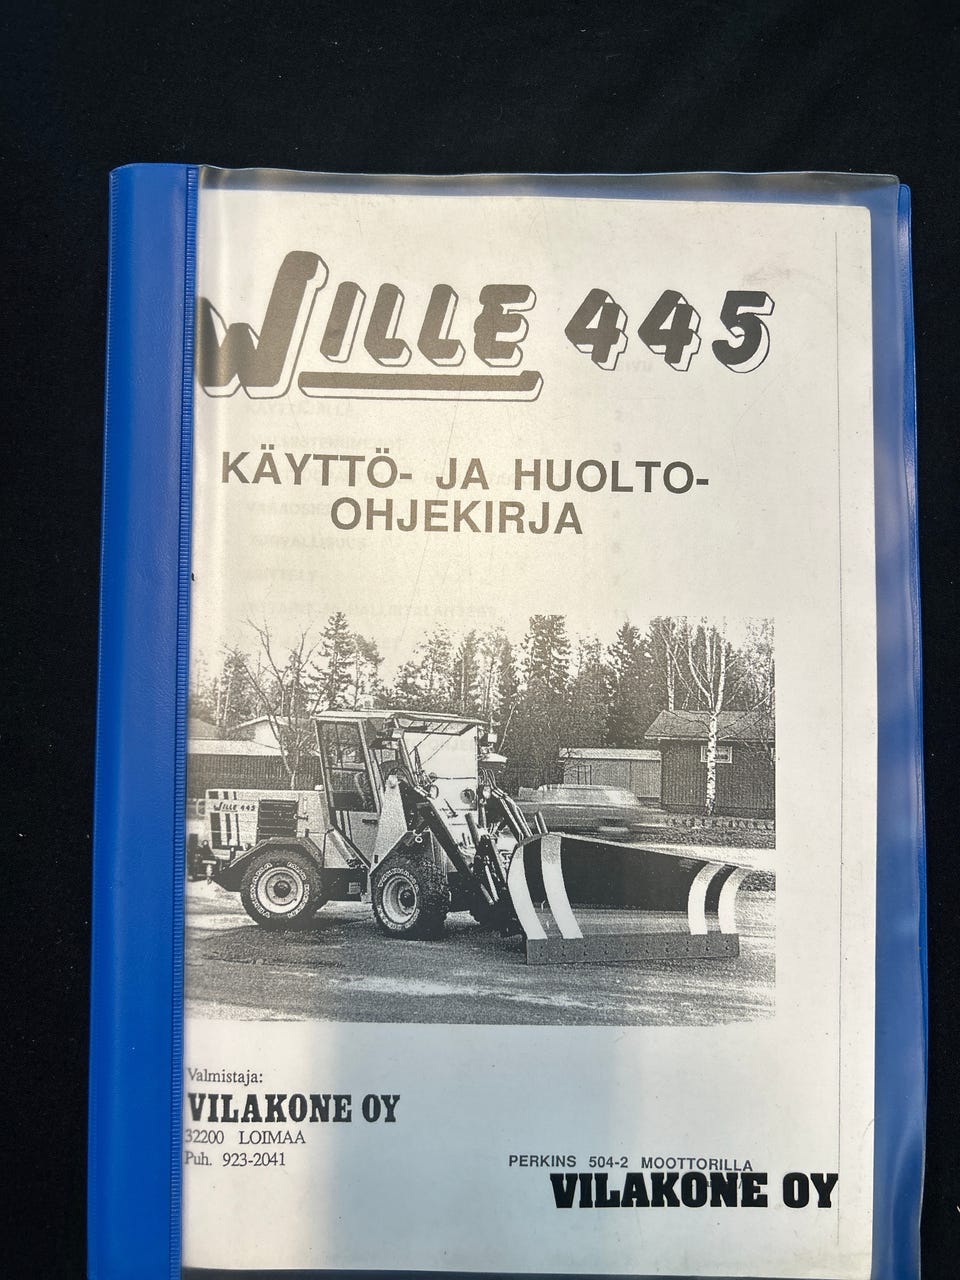 WILLE 445
KÄYTTÖ- JA HUOLTO-
OHJEKIRJA
WILLE 445
Valmistaja:
VILAKONE OY
32200 LOIMAA
Puh. 923-2041
PERKINS 504-2 MOOTTORILLA
VILAKONE OY